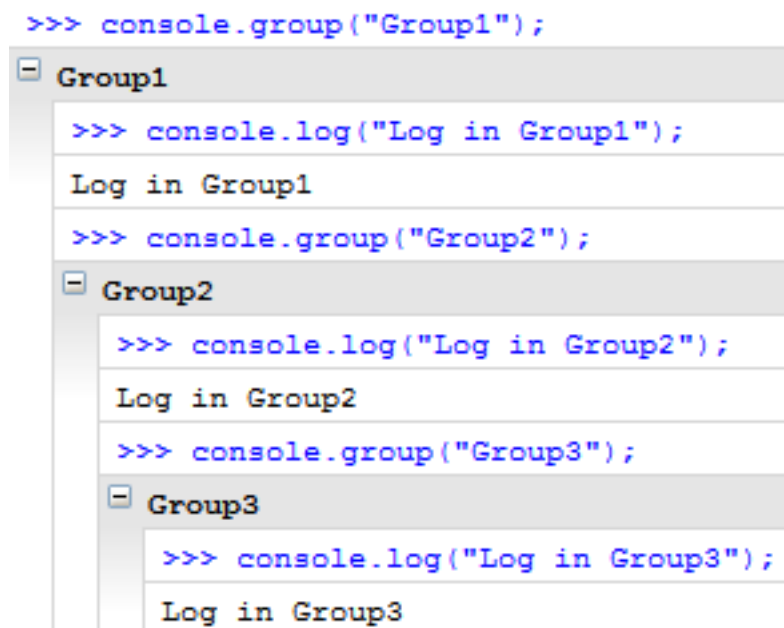 >>> console.group("Group1");
Group1
>>> console.log("Log in Group1");
Log in Group1
>>> console.group("Group2");
Group2
>>> console.log("Log in Group2");
Log in Group2
>>> console.group("Group3");
Group3
>>> console.log("Log in Group3");
Log in Group3